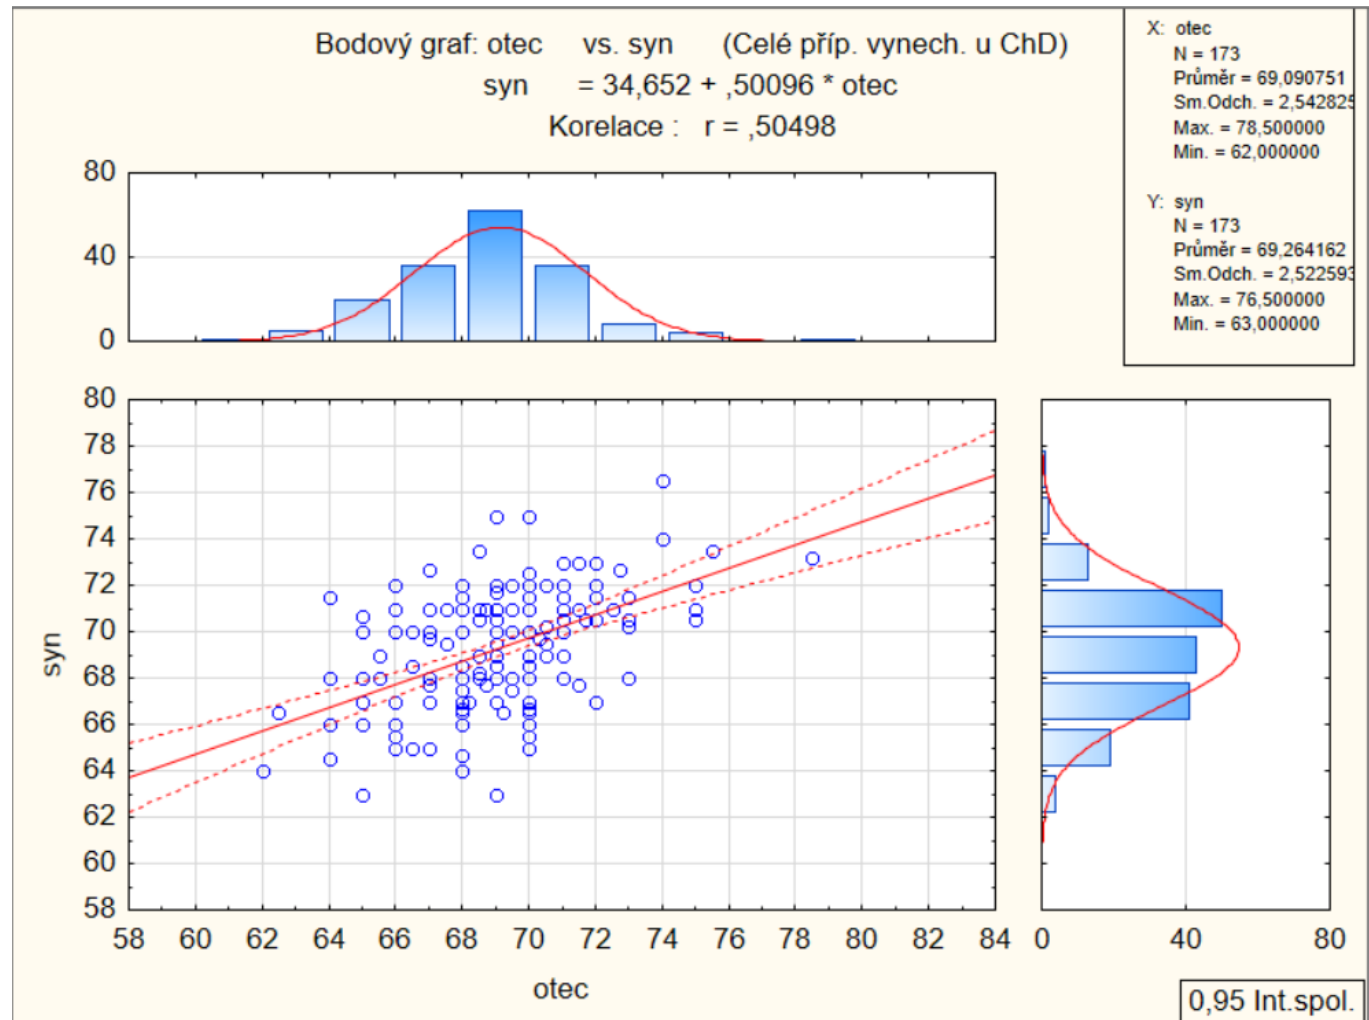 Bodový graf: otec vs. syn (Celé příp. vynech. u ChD)
syn = 34,652 + ,50096 * otec
Korelace : r = ,50498
X: otec
N = 173
Průměr = 69,090751
Sm.Odch. = 2,542825
Max. = 78,500000
Min. = 62,000000
Y: syn
N = 173
Průměr = 69,264162
Sm.Odch. = 2,522593
Max. = 76,500000
Min. = 63,000000
80
40
0
80
78
76
74
72
70
68
66
64
62
60
58
syn
58 60 62 64 66 68 70 72 74 76 78 80 82 84
otec
0 40 80
0,95 Int.spol.